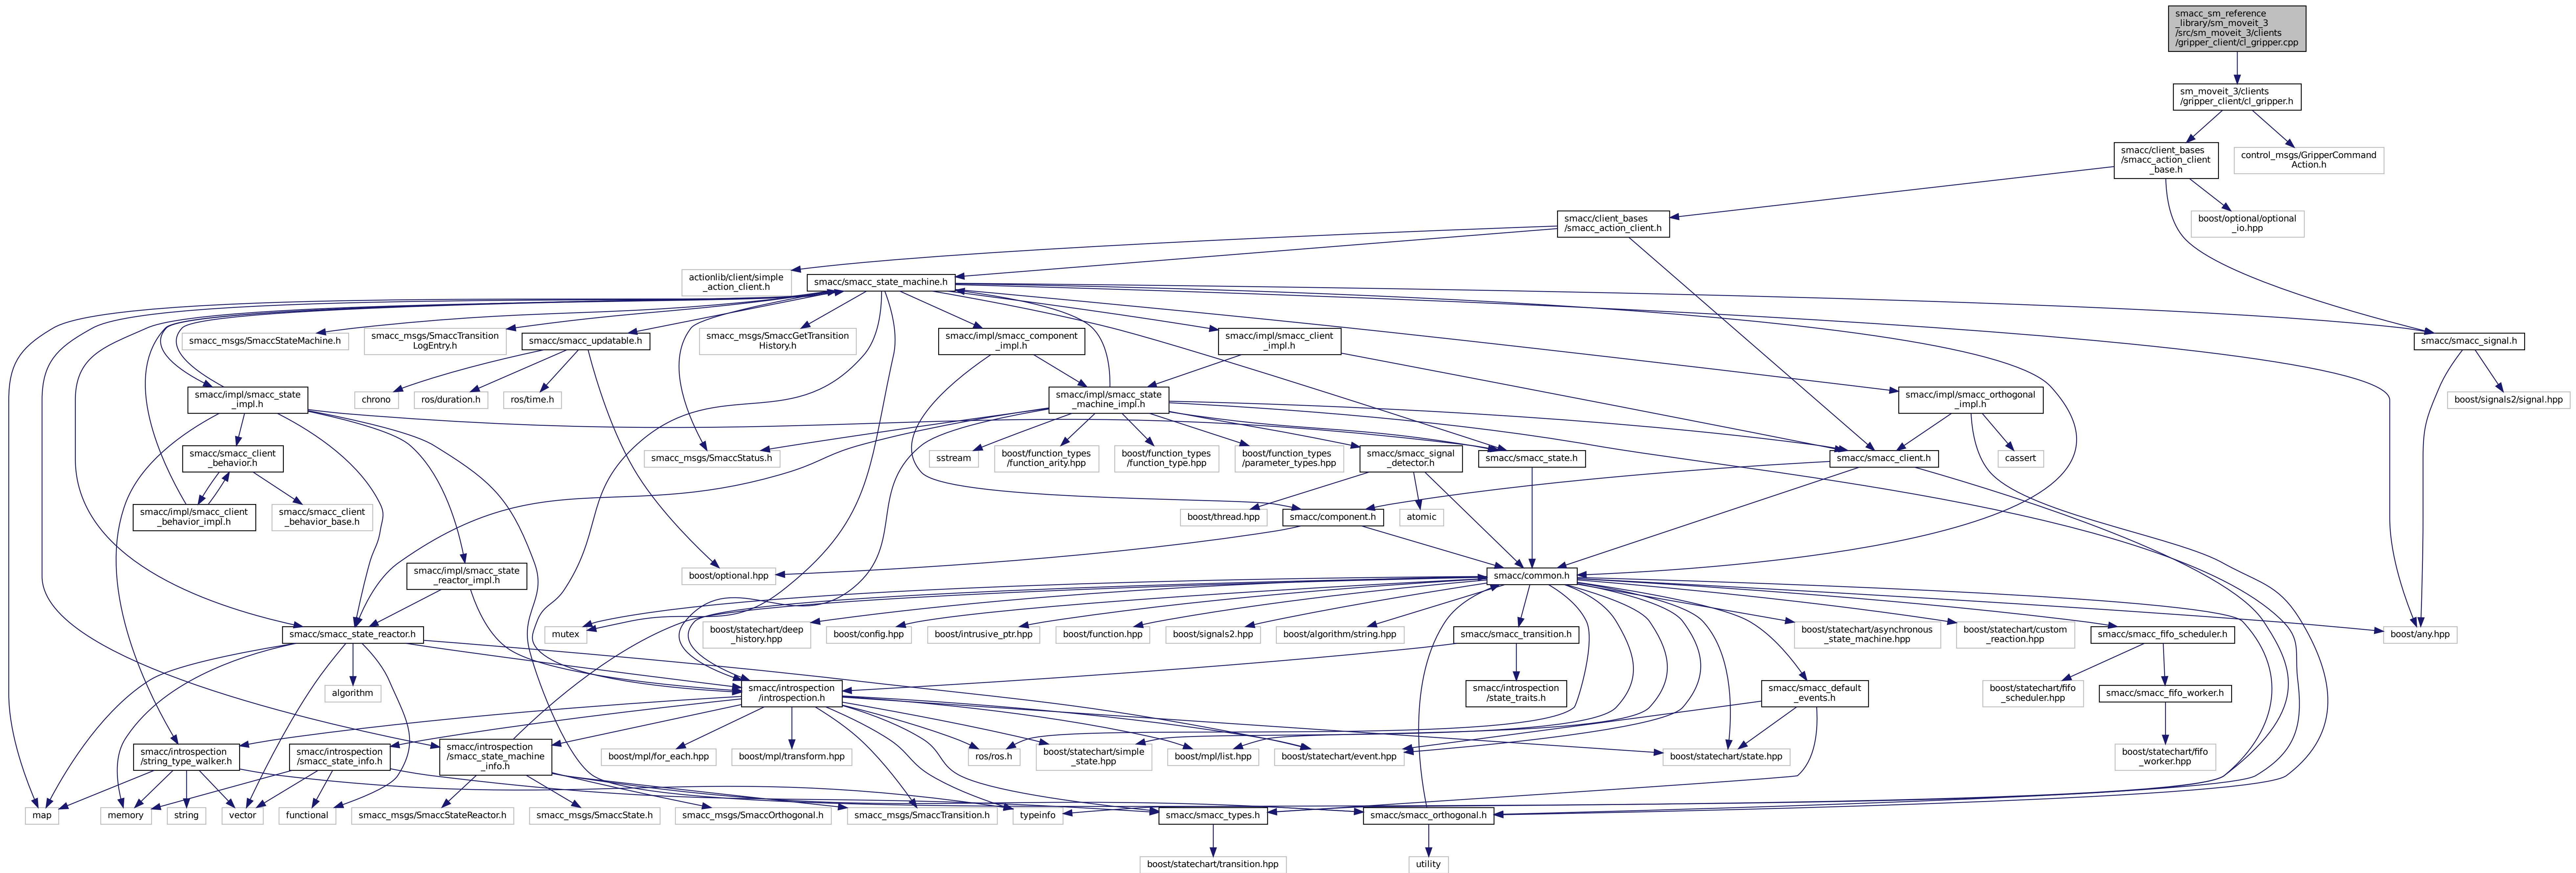 smacc_sm_reference
_library/sm_moveit_3
/src/sm_moveit_3/clients
/gripper_client/cl_gripper.cpp
sm_moveit_3/clients
/gripper_client/cl_gripper.h
smacc/client_bases
/smacc_action_client
_base.h
control_msgs/GripperCommand
Action.h
smacc/client_bases
/smacc_action_client.h
boost/optional/optional
_io.hpp
actionlib/client/simple
_action_client.h
smacc/smacc_state_machine.h
smacc_msgs/SmaccStateMachine.h
smacc_msgs/SmaccTransition
LogEntry.h
smacc/smacc_updatable.h
smacc_msgs/SmaccGetTransition
History.h
smacc/impl/smacc_component
_impl.h
smacc/impl/smacc_client
_impl.h
smacc/smacc_signal.h
smacc/impl/smacc_state
_impl.h
chrono
ros/duration.h
ros/time.h
smacc/impl/smacc_state
_machine_impl.h
smacc/impl/smacc_orthogonal
_impl.h
boost/signals2/signal.hpp
smacc/smacc_client
_behavior.h
smacc_msgs/SmaccStatus.h
sstream
boost/function_types
/function_arity.hpp
boost/function_types
/function_type.hpp
boost/function_types
/parameter_types.hpp
smacc/smacc_signal
_detector.h
smacc/smacc_state.h
smacc/smacc_client.h
cassert
smacc/impl/smacc_client
_behavior_impl.h
smacc/smacc_client
_behavior_base.h
boost/thread.hpp
smacc/component.h
atomic
smacc/impl/smacc_state
_reactor_impl.h
boost/optional.hpp
smacc/common.h
smacc/smacc_state_reactor.h
mutex
boost/statechart/deep
_history.hpp
boost/config.hpp
boost/intrusive_ptr.hpp
boost/function.hpp
boost/signals2.hpp
boost/algorithm/string.hpp
smacc/smacc_transition.h
boost/statechart/asynchronous
_state_machine.hpp
boost/statechart/custom
_reaction.hpp
smacc/smacc_fifo_scheduler.h
boost/any.hpp
algorithm
smacc/introspection
/introspection.h
smacc/introspection
/state_traits.h
smacc/smacc_default
_events.h
boost/statechart/fifo
_scheduler.hpp
smacc/smacc_fifo_worker.h
smacc/introspection
/string_type_walker.h
smacc/introspection
/smacc_state_info.h
smacc/introspection
/smacc_state_machine
_info.h
boost/mpl/for_each.hpp
boost/mpl/transform.hpp
ros/ros.h
boost/statechart/simple
_state.hpp
boost/mpl/list.hpp
boost/statechart/event.hpp
boost/statechart/state.hpp
boost/statechart/fifo
_worker.hpp
map
memory
string
vector
functional
smacc_msgs/SmaccStateReactor.h
smacc_msgs/SmaccState.h
smacc_msgs/SmaccOrthogonal.h
smacc_msgs/SmaccTransition.h
typeinfo
smacc/smacc_types.h
smacc/smacc_orthogonal.h
boost/statechart/transition.hpp
utility